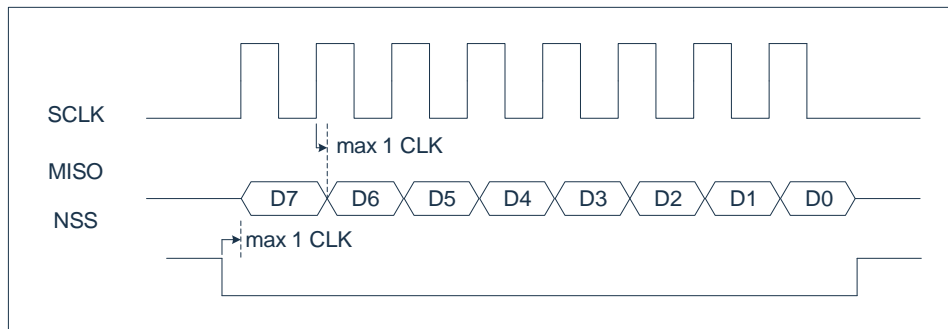 SCLK
max 1 CLK
MISO
D7 D6 D5 D4 D3 D2 D1 D0
NSS
max 1 CLK